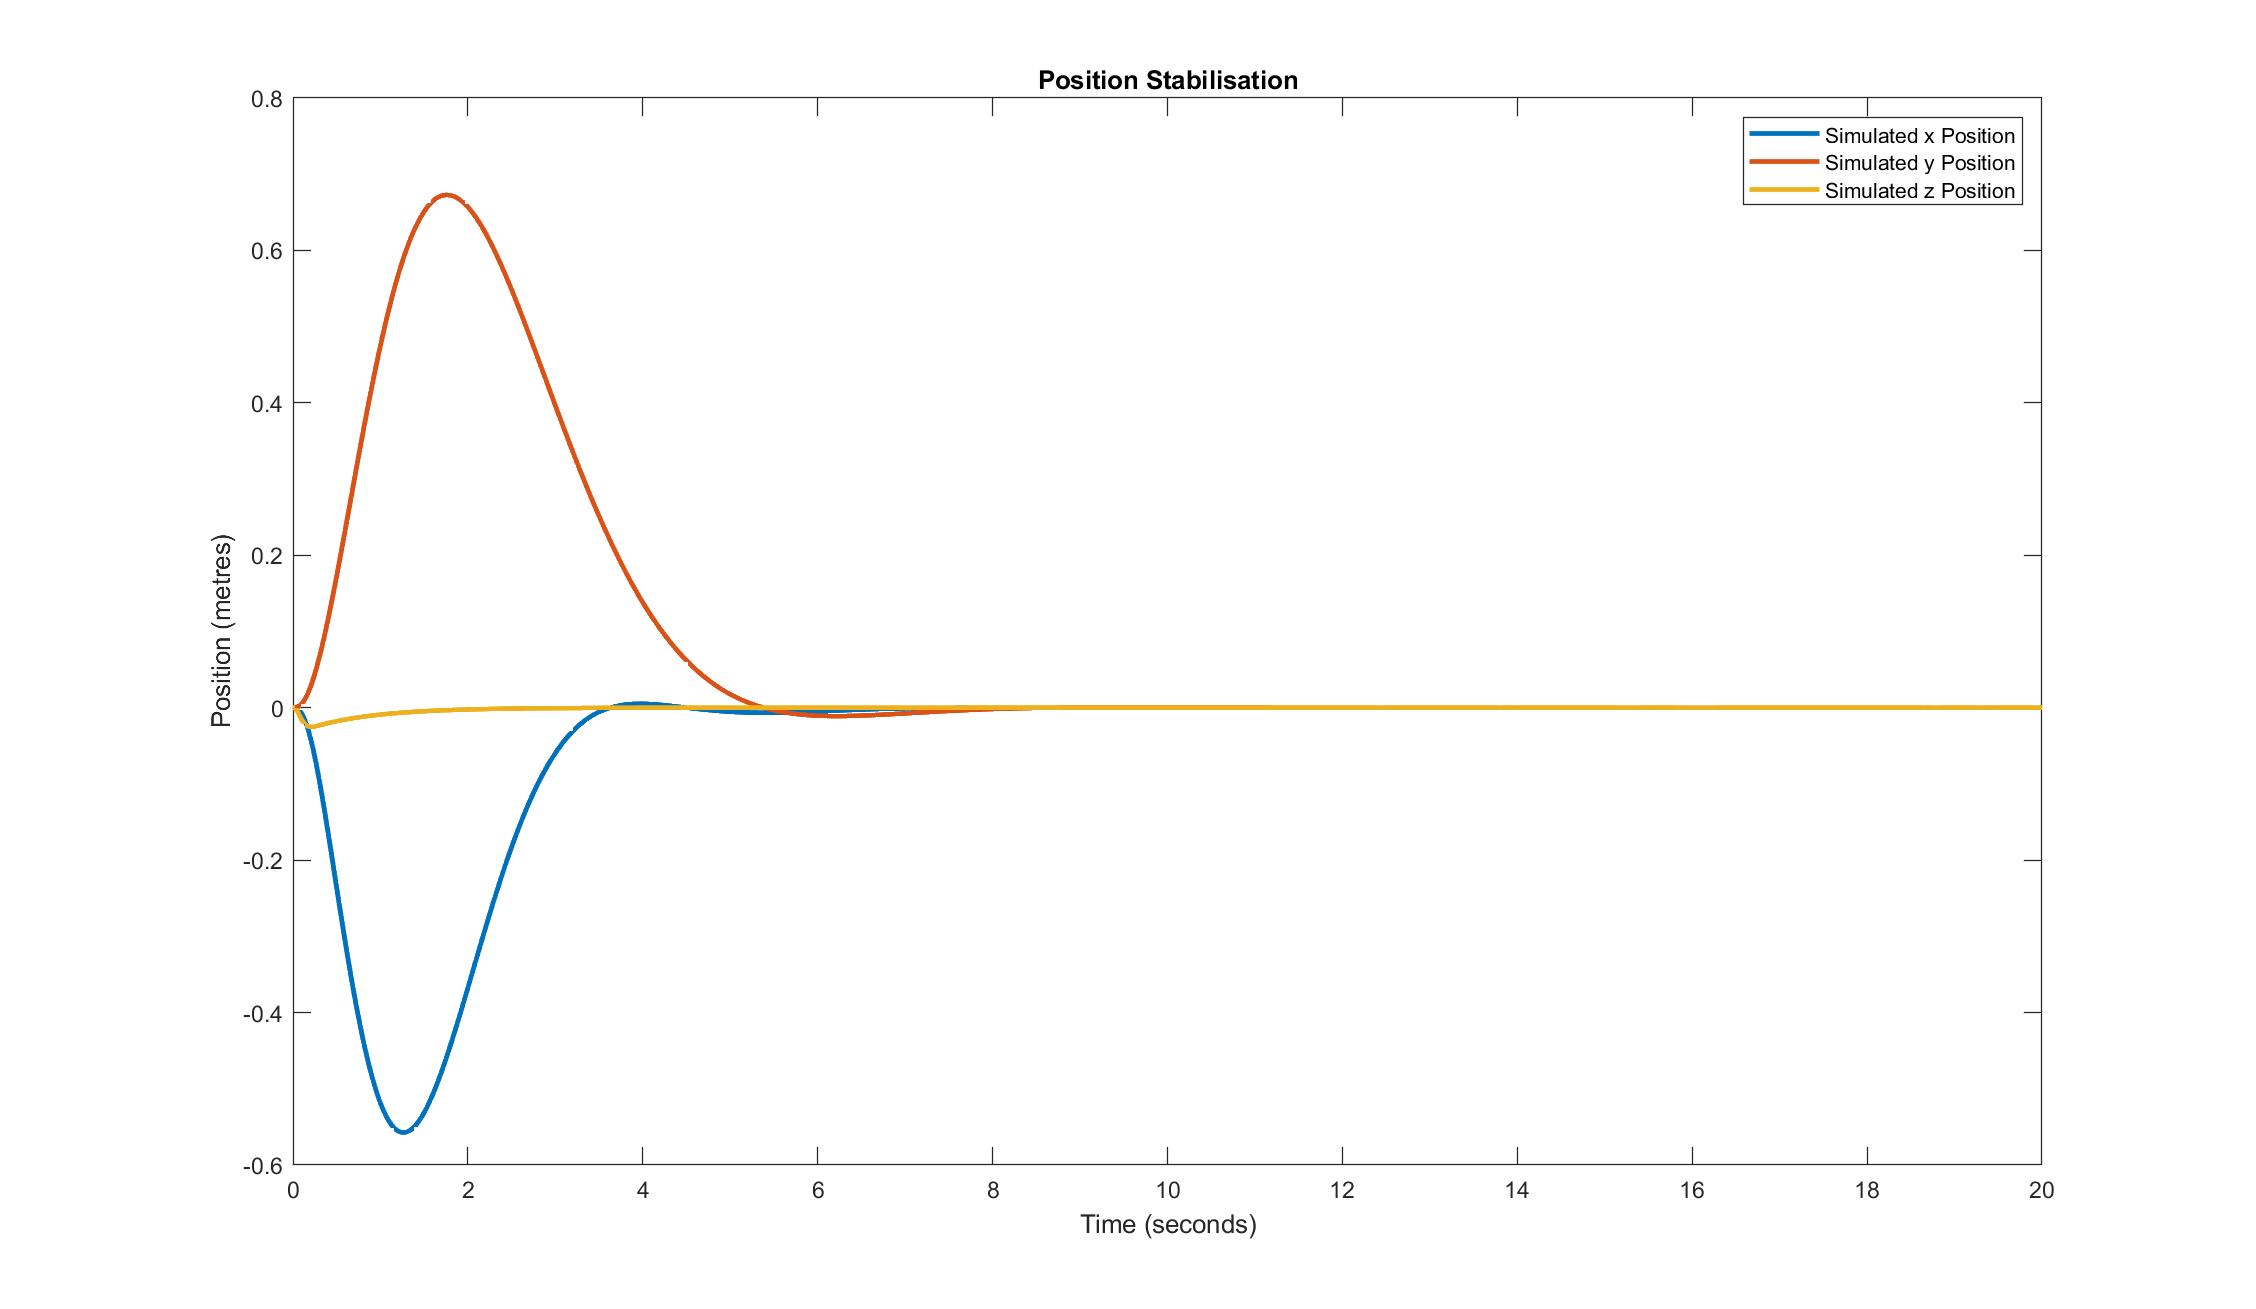 Position Stabilisation
0.8
0.6
0.4
0.2
0
-0.2
-0.4
-0.6
Position (metres)
Simulated x Position
Simulated y Position
Simulated z Position
0 2 4 6 8 10 12 14 16 18 20
Time (seconds)